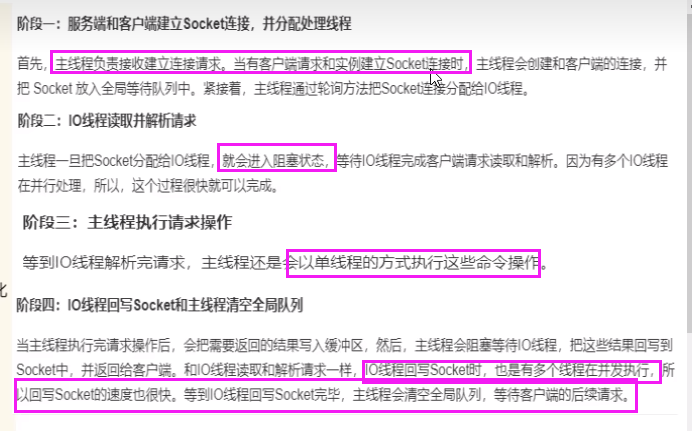 阶段一：服务端和客户端建立Socket连接，并分配处理线程
首先，主线程负责接收建立连接请求。当有客户端请求和实例建立Socket连接时，主线程会创建和客户端的连接，并
把 Socket 放入全局等待队列中。紧接着，主线程通过轮询方法把Socket连接分配给IO线程。
阶段二：IO线程读取并解析请求
主线程一旦把Socket分配给IO线程，就会进入阻塞状态，等待IO线程完成客户端请求读取和解析。因为有多个IO线程
在并行处理，所以，这个过程很快就可以完成。
阶段三：主线程执行请求操作
等到IO线程解析完请求，主线程还是会以单线程的方式执行这些命令操作。
阶段四：IO线程回写Socket和主线程清空全局队列
当主线程执行完请求操作后，会把需要返回的结果写入缓冲区，然后，主线程会阻塞等待IO线程，把这些结果回写到
Socket中，并返回给客户端。和IO线程读取和解析请求一样，IO线程回写Socket时，也是有多个线程在并发执行，所
以回写Socket的速度也很快。等到IO线程回写Socket完毕，主线程会清空全局队列，等待客户端的后续请求。